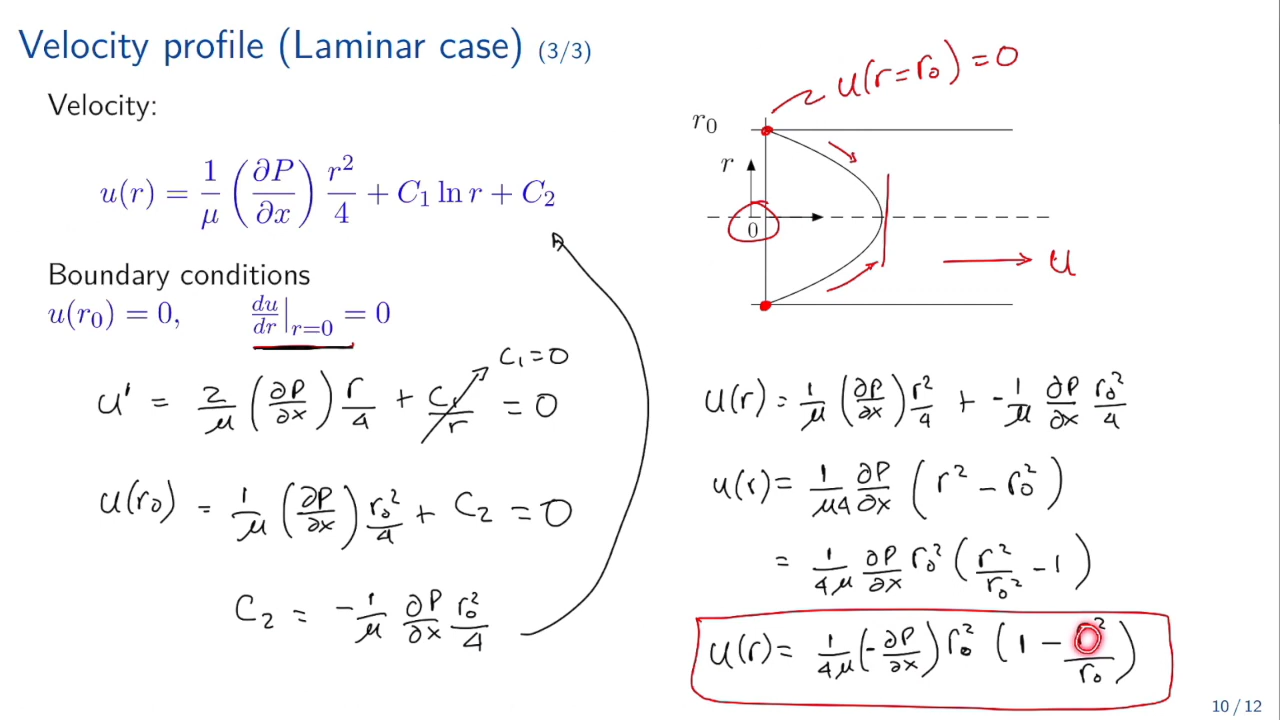 Velocity profile (Laminar case) (3/3)
Velocity:
u(r) = 1/μ (∂P/∂x) r²/4 + C₁ ln r + C₂
Boundary conditions
u(r₀) = 0, du/dr|r=0 = 0
C₁=0
u' = 2/μ (∂P/∂x) r/4 + C₁/r = 0
u(r₀) = 1/μ (∂P/∂x) r₀²/4 + C₂ = 0
C₂ = -1/μ ∂P/∂x r₀²/4
u(r=r₀)=0
r₀
r
0
u
u(r) = 1/μ (∂P/∂x) r²/4 + -1/μ ∂P/∂x r₀²/4
u(r) = 1/μ4 ∂P/∂x (r² - r₀²)
= 1/4μ ∂P/∂x r₀² (r²/r₀² - 1)
u(r) = 1/4μ (-∂P/∂x) r₀² (1 - ²/r₀)
10 / 12